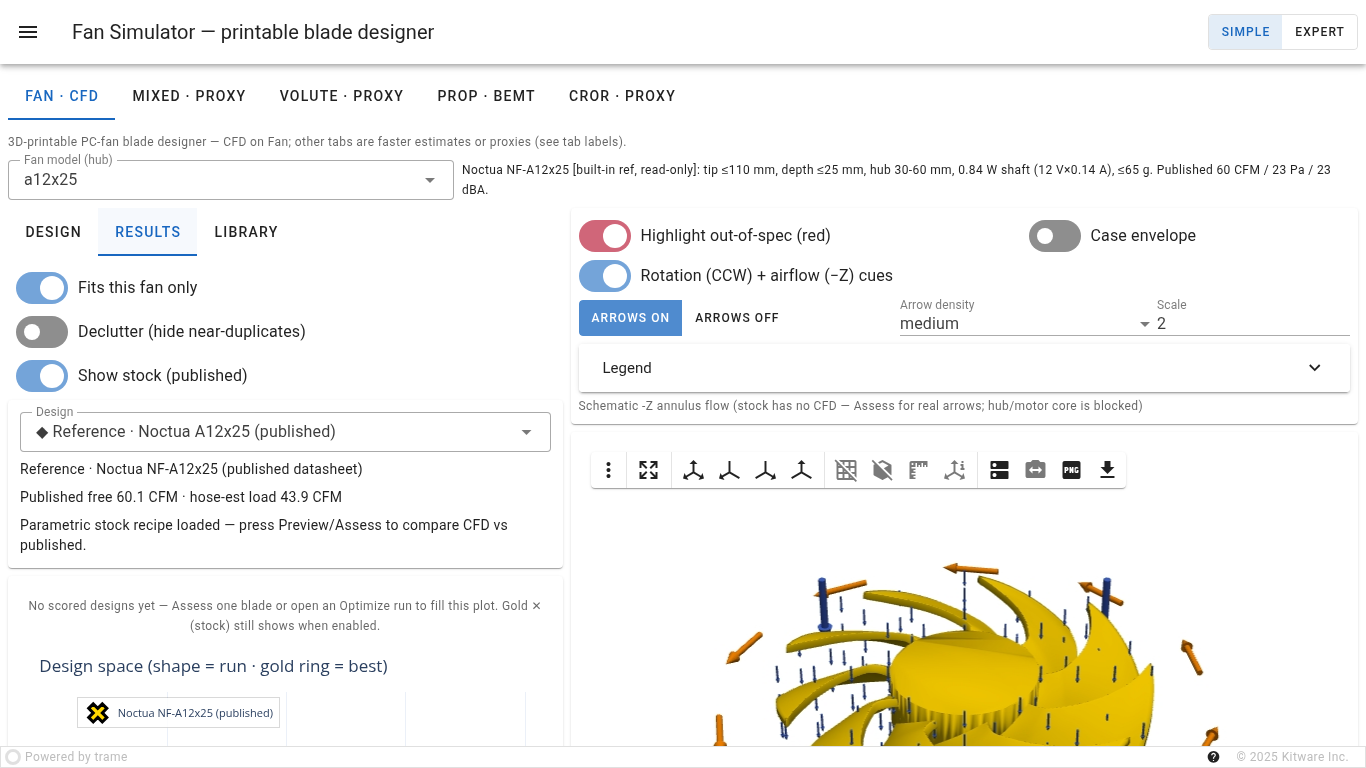 Fan Simulator — printable blade designer
SIMPLE
EXPERT
FAN · CFD
MIXED · PROXY
VOLUTE · PROXY
PROP · BEMT
CROR · PROXY
3D-printable PC-fan blade designer — CFD on Fan; other tabs are faster estimates or proxies (see tab labels).
Fan model (hub)
a12x25
Noctua NF-A12x25 [built-in ref, read-only]: tip ≤110 mm, depth ≤25 mm, hub 30-60 mm, 0.84 W shaft (12 V×0.14 A), ≤65 g. Published 60 CFM / 23 Pa / 23
dBA.
DESIGN
RESULTS
LIBRARY
Fits this fan only
Declutter (hide near-duplicates)
Show stock (published)
Design
◆ Reference · Noctua A12x25 (published)
Reference · Noctua NF-A12x25 (published datasheet)
Published free 60.1 CFM · hose-est load 43.9 CFM
Parametric stock recipe loaded — press Preview/Assess to compare CFD vs
published.
No scored designs yet — Assess one blade or open an Optimize run to fill this plot. Gold ×
(stock) still shows when enabled.
Design space (shape = run · gold ring = best)
Noctua NF-A12x25 (published)
Highlight out-of-spec (red)
Case envelope
Rotation (CCW) + airflow (−Z) cues
ARROWS ON
ARROWS OFF
Arrow density
medium
Scale
2
Legend
Schematic -Z annulus flow (stock has no CFD — Assess for real arrows; hub/motor core is blocked)
PNG
Powered by trame
© 2025 Kitware Inc.